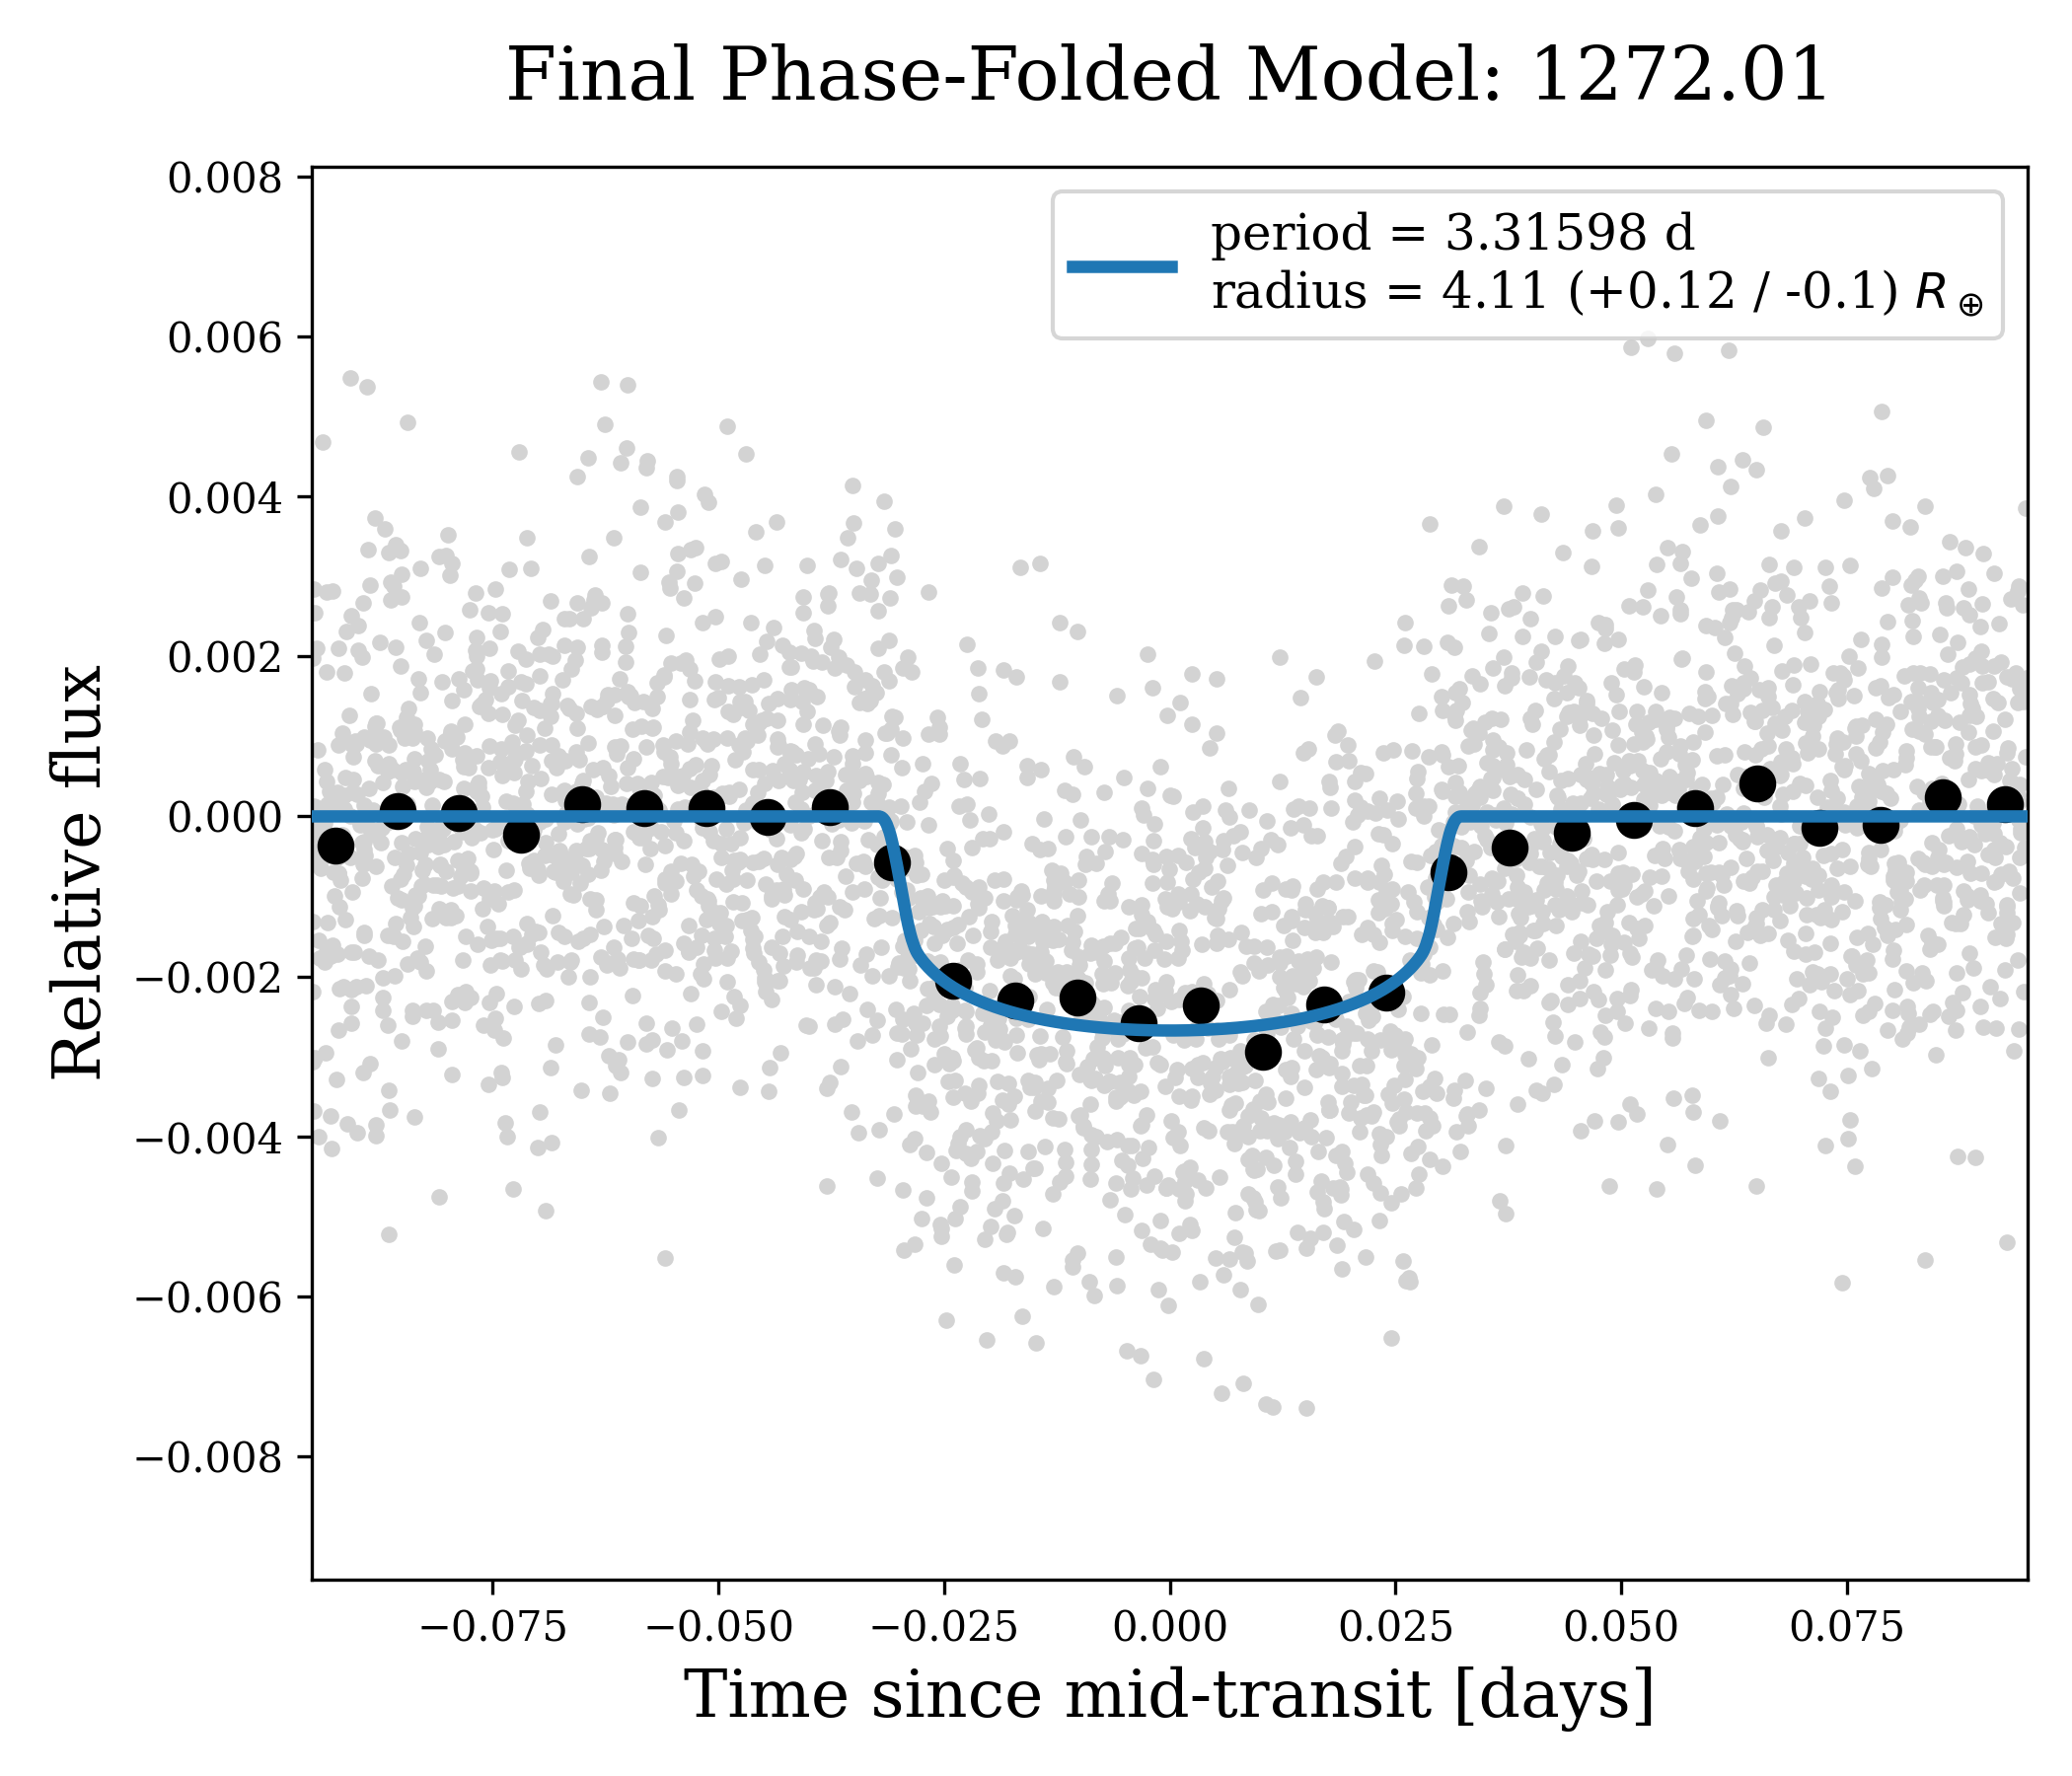 Final Phase-Folded Model: 1272.01
period = 3.31598 d
radius = 4.11 (+0.12 / -0.1) R⊕
0.008
0.006
0.004
0.002
0.000
−0.002
−0.004
−0.006
−0.008
Relative flux
−0.075 −0.050 −0.025 0.000 0.025 0.050 0.075
Time since mid-transit [days]